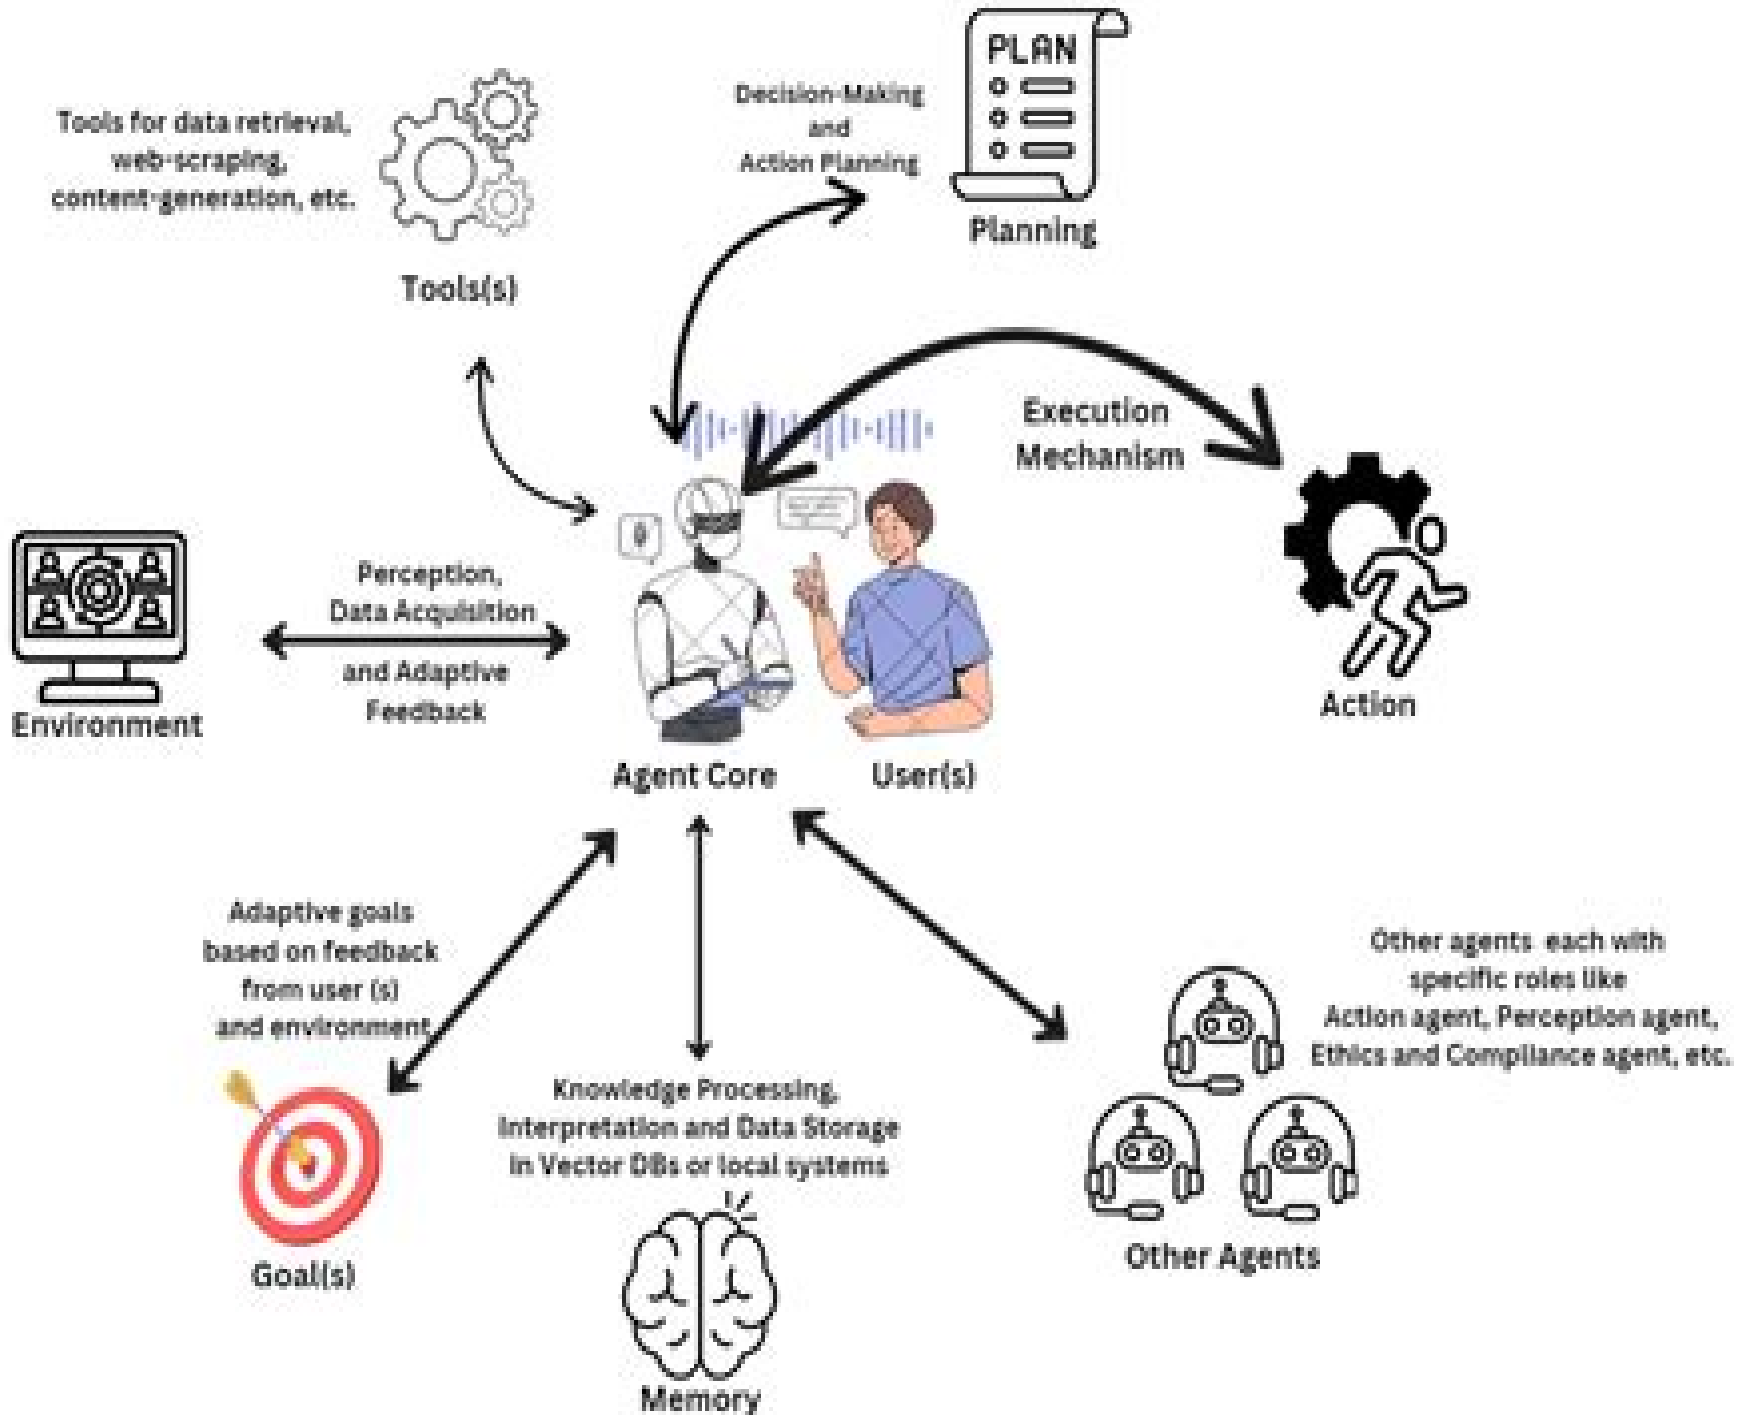 PLAN
Decision-Making
and
Action Planning
Planning
Tools for data retrieval,
web-scraping,
content-generation, etc.
Tools(s)
Execution
Mechanism
Action
Perception,
Data Acquisition
and Adaptive
Feedback
Environment
Agent Core
User(s)
Adaptive goals
based on feedback
from user (s)
and environment
Goal(s)
Knowledge Processing,
Interpretation and Data Storage
in Vector DBs or local systems
Memory
Other agents each with
specific roles like
Action agent, Perception agent,
Ethics and Compliance agent, etc.
Other Agents